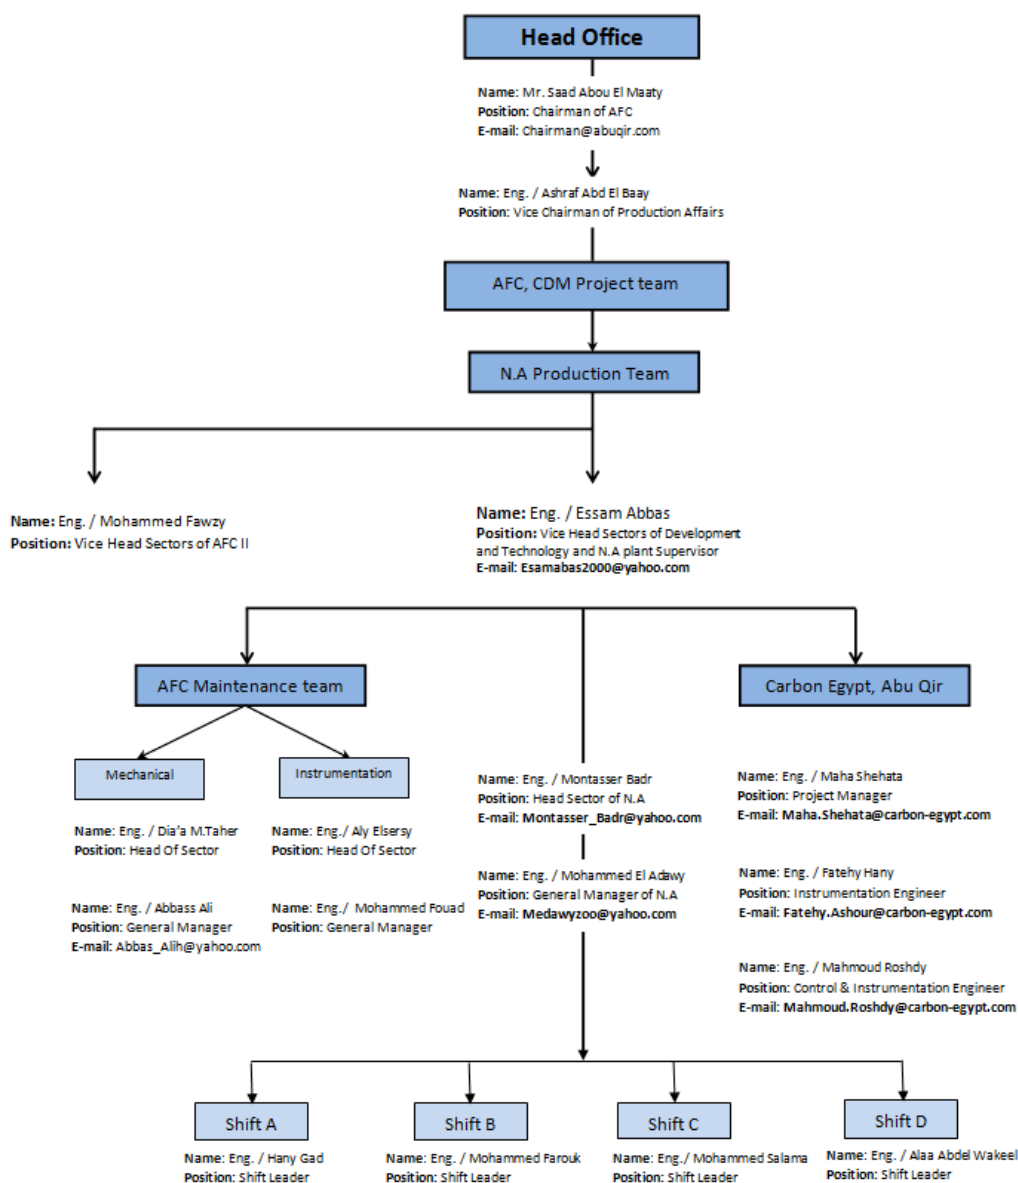 Head Office
Name: Mr. Saad Abou El Maaty
Position: Chairman of AFC
E-mail: Chairman@abuqir.com
Name: Eng. / Ashraf Abd El Baay
Position: Vice Chairman of Production Affairs
AFC, CDM Project team
N.A Production Team
Name: Eng. / Mohammed Fawzy
Position: Vice Head Sectors of AFC II
Name: Eng. / Essam Abbas
Position: Vice Head Sectors of Development
and Technology and N.A plant Supervisor
E-mail: Esamabas2000@yahoo.com
AFC Maintenance team
Mechanical
Name: Eng. / Dia'a M.Taher
Position: Head Of Sector
Name: Eng. / Abbass Ali
Position: General Manager
E-mail: Abbas_Alih@yahoo.com
Instrumentation
Name: Eng./ Aly Elsersy
Position: Head Of Sector
Name: Eng./ Mohammed Fouad
Position: General Manager
Name: Eng. / Montasser Badr
Position: Head Sector of N.A
E-mail: Montasser_Badr@yahoo.com
Name: Eng. / Mohammed El Adawy
Position: General Manager of N.A
E-mail: Medawyzoo@yahoo.com
Carbon Egypt, Abu Qir
Name: Eng. / Maha Shehata
Position: Project Manager
E-mail: Maha.Shehata@carbon-egypt.com
Name: Eng. / Fatehy Hany
Position: Instrumentation Engineer
E-mail: Fatehy.Ashour@carbon-egypt.com
Name: Eng. / Mahmoud Roshdy
Position: Control & Instrumentation Engineer
E-mail: Mahmoud.Roshdy@carbon-egypt.com
Shift A
Name: Eng. / Hany Gad
Position: Shift Leader
Shift B
Name: Eng. / Mohammed Farouk
Position: Shift Leader
Shift C
Name: Eng./ Mohammed Salama
Position: Shift Leader
Shift D
Name: Eng. / Alaa Abdel Wakeel
Position: Shift Leader